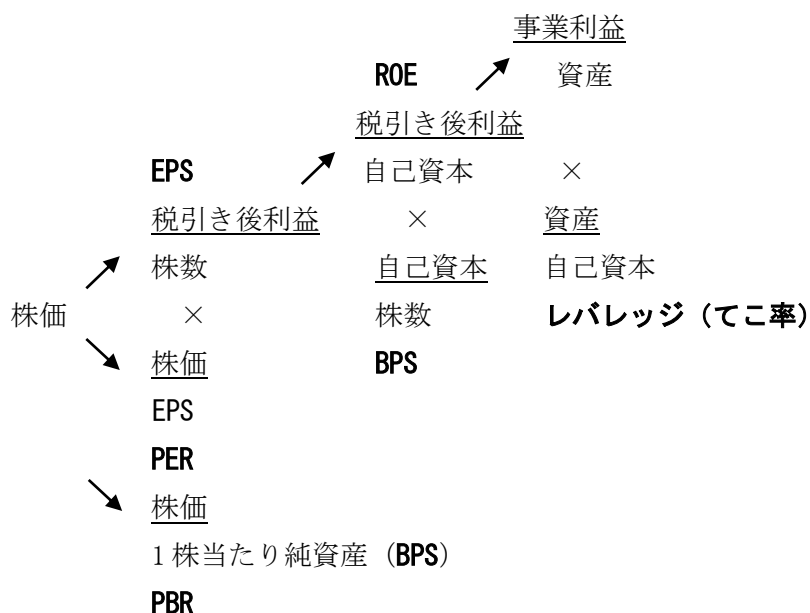 事業利益
ROE 資産
税引き後利益
EPS 自己資本 ×
税引き後利益 × 資産
株数 自己資本 自己資本
株価 × 株数 レバレッジ（てこ率）
株価 BPS
EPS
PER
株価
1株当たり純資産（BPS）
PBR